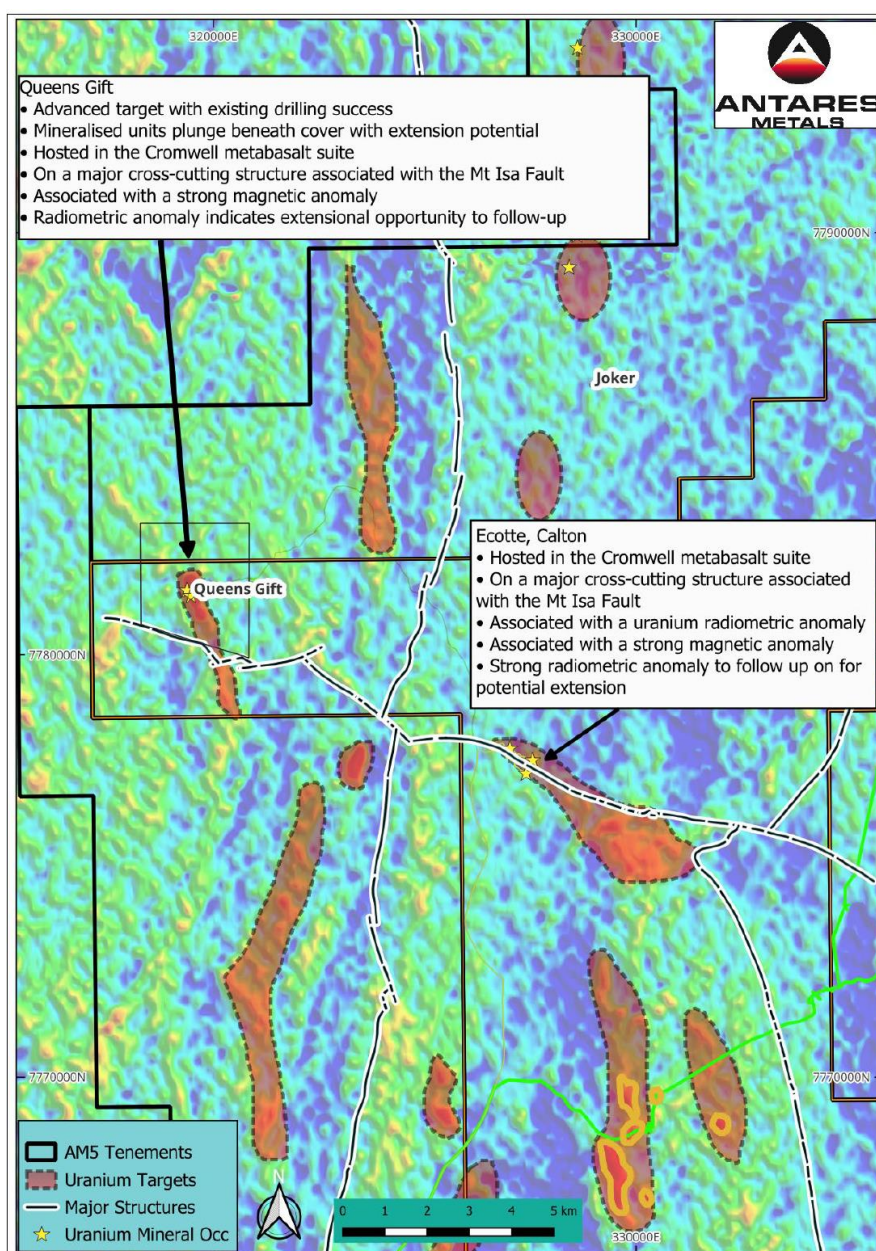 320000E
330000E
ANTARES
METALS
Queens Gift
• Advanced target with existing drilling success
• Mineralised units plunge beneath cover with extension potential
• Hosted in the Cromwell metabasalt suite
• On a major cross-cutting structure associated with the Mt Isa Fault
• Associated with a strong magnetic anomaly
• Radiometric anomaly indicates extensional opportunity to follow-up
7790000N
Joker
Ecotte, Calton
• Hosted in the Cromwell metabasalt suite
• On a major cross-cutting structure associated
with the Mt Isa Fault
• Associated with a uranium radiometric anomaly
• Associated with a strong magnetic anomaly
• Strong radiometric anomaly to follow up on for
potential extension
Queens Gift
7780000N
7770000N
7770000N
AM5 Tenements
Uranium Targets
Major Structures
Uranium Mineral Occ
N
0 1 2 3 4 5 km
330000E